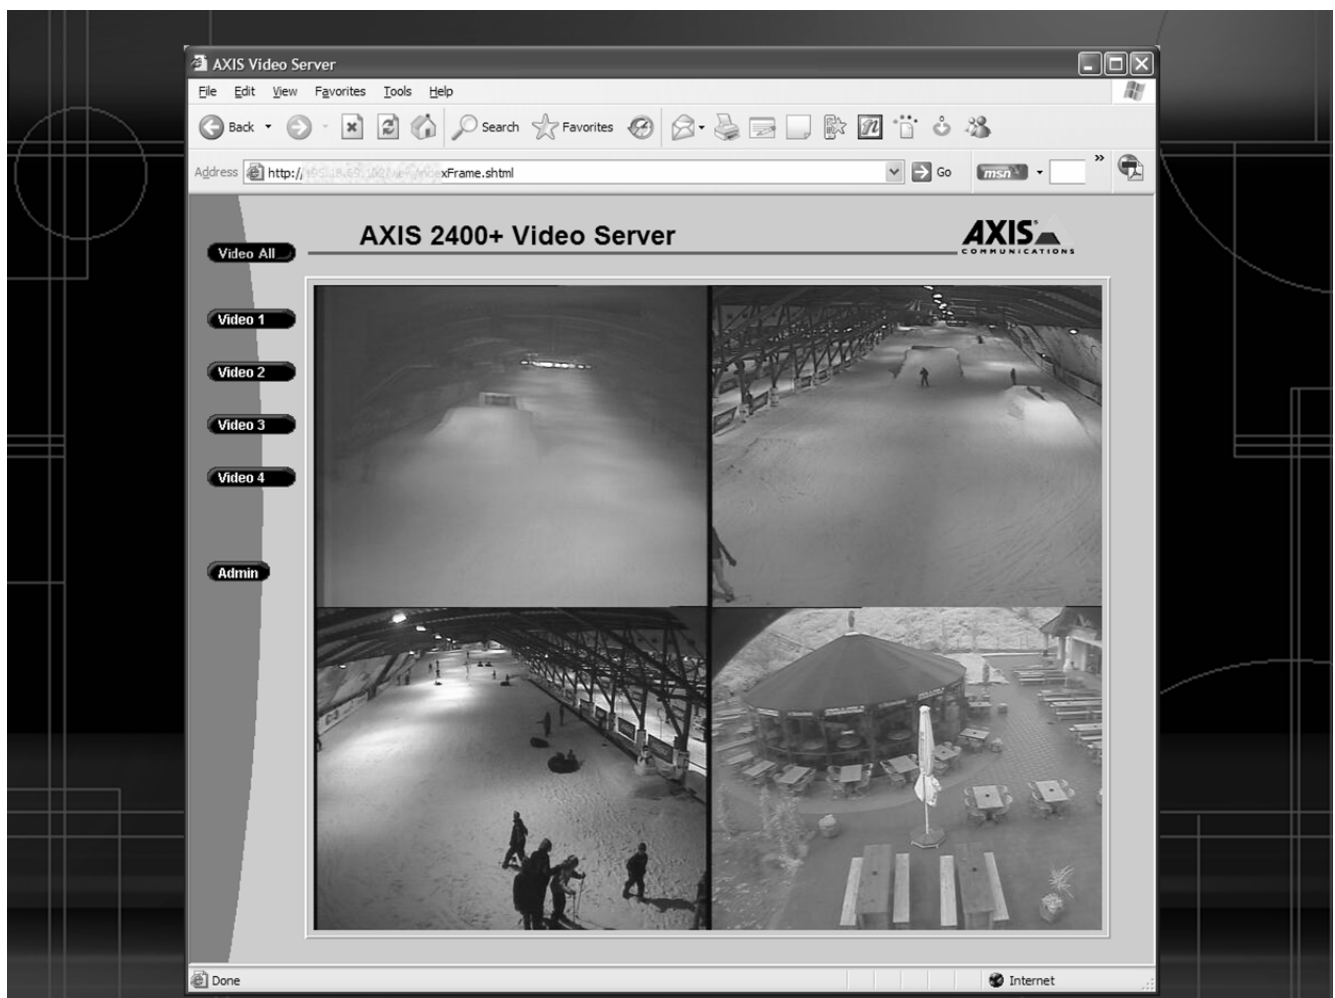 AXIS Video Server
File Edit View Favorites Tools Help
Back Search Favorites
Address http:// xFrame.shtml Go msn »
AXIS 2400+ Video Server
AXIS
COMMUNICATIONS
Video All
Video 1
Video 2
Video 3
Video 4
Admin
Done Internet